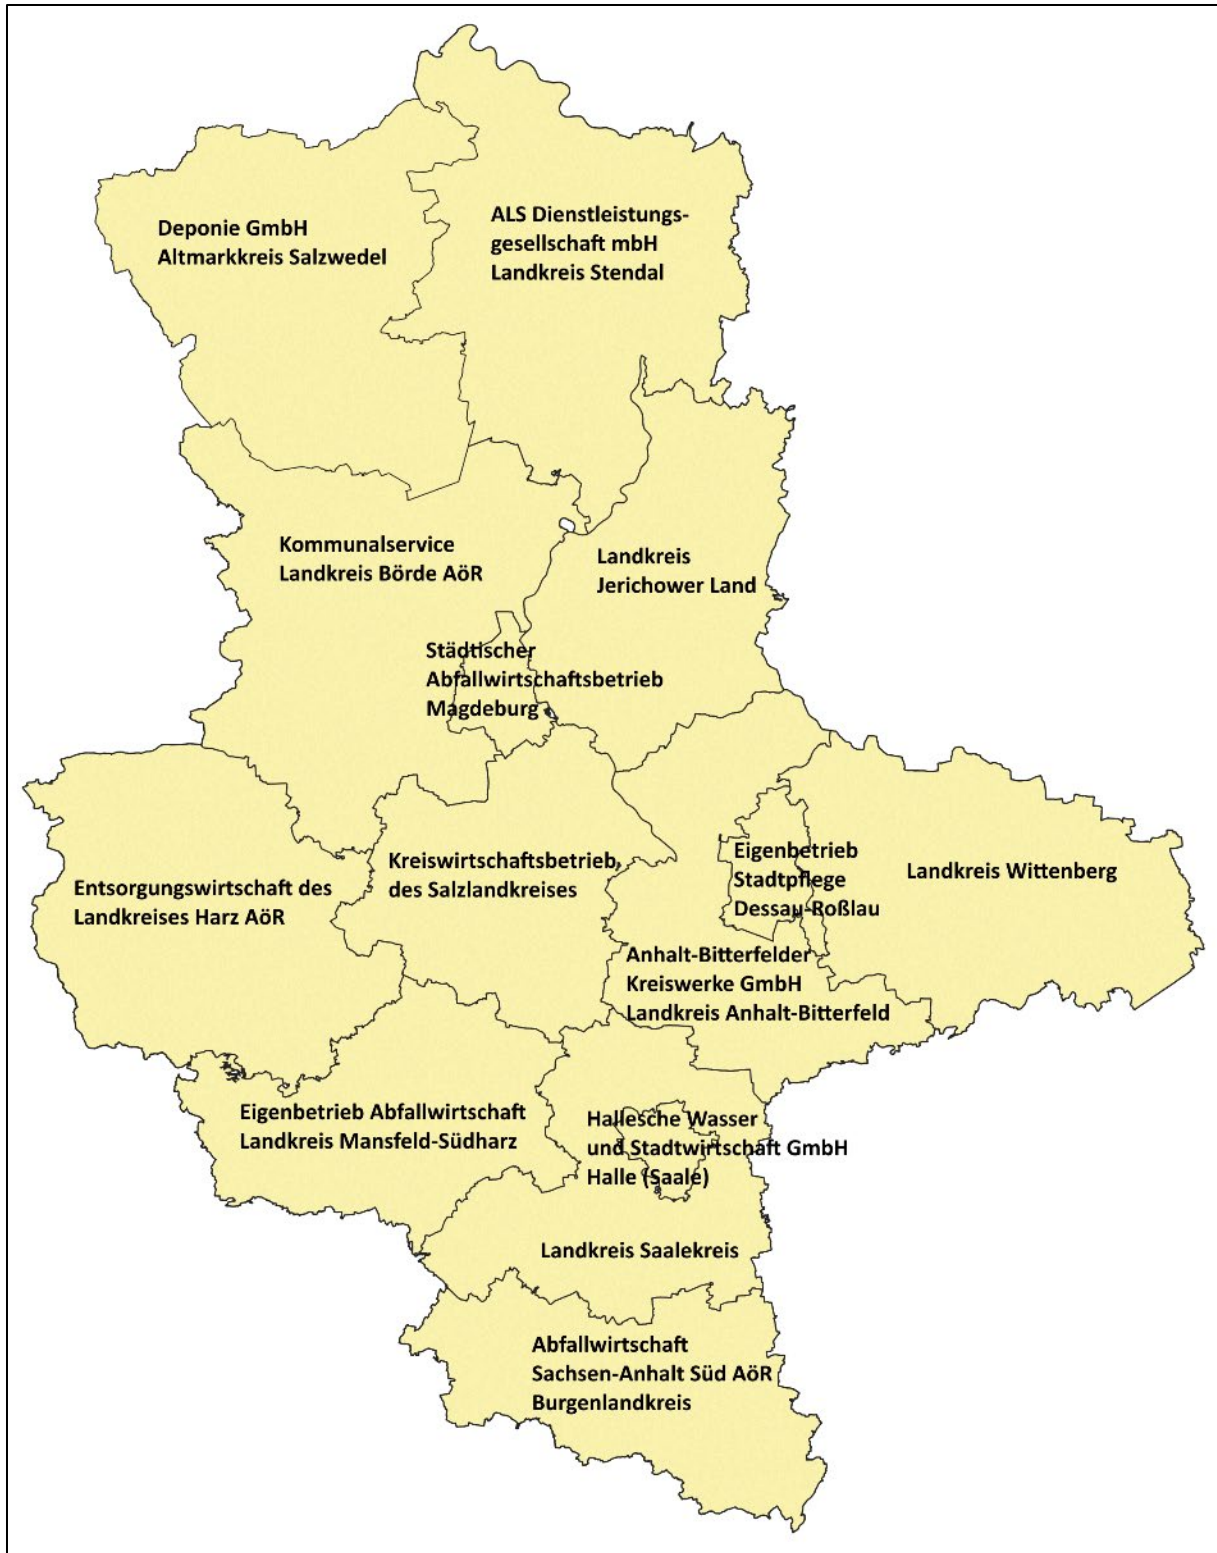 Deponie GmbH
Altmarkkreis Salzwedel
ALS Dienstleistungs-
gesellschaft mbH
Landkreis Stendal
Kommunalservice
Landkreis Börde AöR
Landkreis
Jerichower Land
Städtischer
Abfallwirtschaftsbetrieb
Magdeburg
Entsorgungswirtschaft des
Landkreises Harz AöR
Kreiswirtschaftsbetrieb
des Salzlandkreises
Eigenbetrieb
Stadtpflege
Dessau-Roßlau
Landkreis Wittenberg
Anhalt-Bitterfelder
Kreiswerke GmbH
Landkreis Anhalt-Bitterfeld
Eigenbetrieb Abfallwirtschaft
Landkreis Mansfeld-Südharz
Hallesche Wasser
und Stadtwirtschaft GmbH
Halle (Saale)
Landkreis Saalekreis
Abfallwirtschaft
Sachsen-Anhalt Süd AöR
Burgenlandkreis